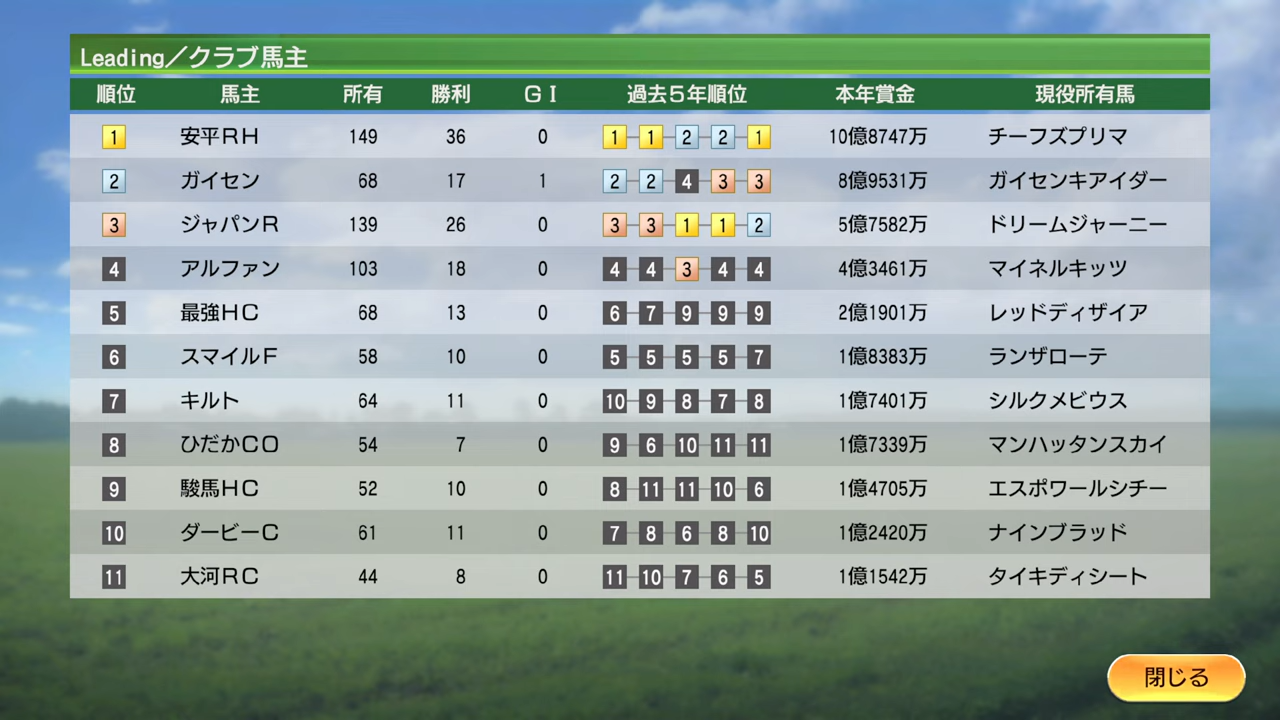 Leading／クラブ馬主
順位 馬主 所有 勝利 GⅠ 過去5年順位 本年賞金 現役所有馬
1 安平RH 149 36 0 1-1-2-2-1 10億8747万 チーフズプリマ
2 ガイセン 68 17 1 2-2-4-3-3 8億9531万 ガイセンキアイダー
3 ジャパンR 139 26 0 3-3-1-1-2 5億7582万 ドリームジャーニー
4 アルファン 103 18 0 4-4-3-4-4 4億3461万 マイネルキッツ
5 最強HC 68 13 0 6-7-9-9-9 2億1901万 レッドディザイア
6 スマイルF 58 10 0 5-5-5-5-7 1億8383万 ランザローテ
7 キルト 64 11 0 10-9-8-7-8 1億7401万 シルクメビウス
8 ひだかCO 54 7 0 9-6-10-11-11 1億7339万 マンハッタンスカイ
9 駿馬HC 52 10 0 8-11-11-10-6 1億4705万 エスポワールシチー
10 ダービーC 61 11 0 7-8-6-8-10 1億2420万 ナインブラッド
11 大河RC 44 8 0 11-10-7-6-5 1億1542万 タイキディシート
閉じる